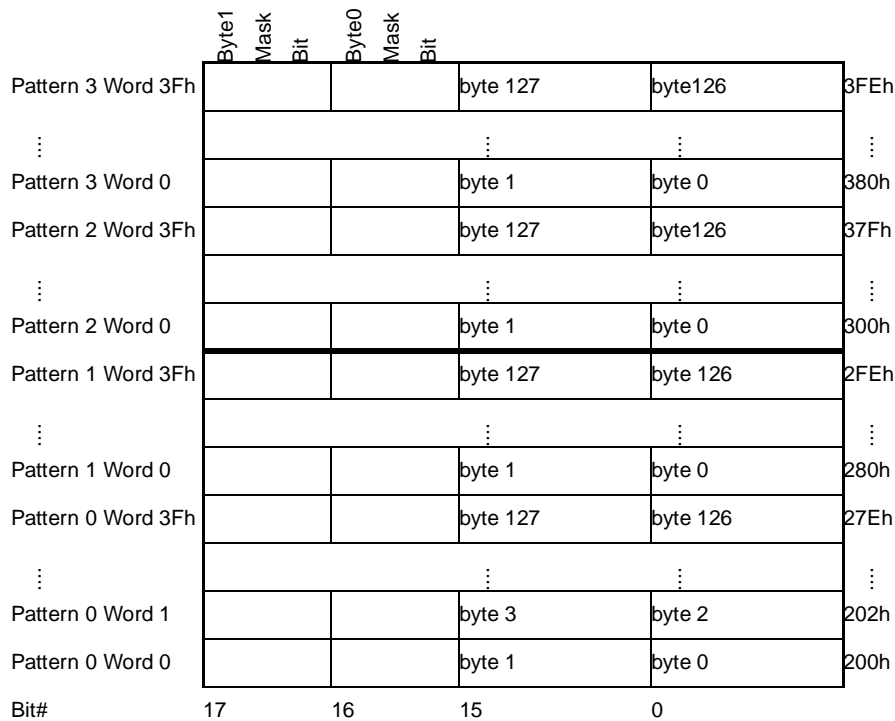 Byte1 Mask Bit Byte0 Mask Bit
Pattern 3 Word 3Fh byte 127 byte126 3FEh
Pattern 3 Word 0 byte 1 byte 0 380h
Pattern 2 Word 3Fh byte 127 byte126 37Fh
Pattern 2 Word 0 byte 1 byte 0 300h
Pattern 1 Word 3Fh byte 127 byte 126 2FEh
Pattern 1 Word 0 byte 1 byte 0 280h
Pattern 0 Word 3Fh byte 127 byte 126 27Eh
Pattern 0 Word 1 byte 3 byte 2 202h
Pattern 0 Word 0 byte 1 byte 0 200h
Bit# 17 16 15 0